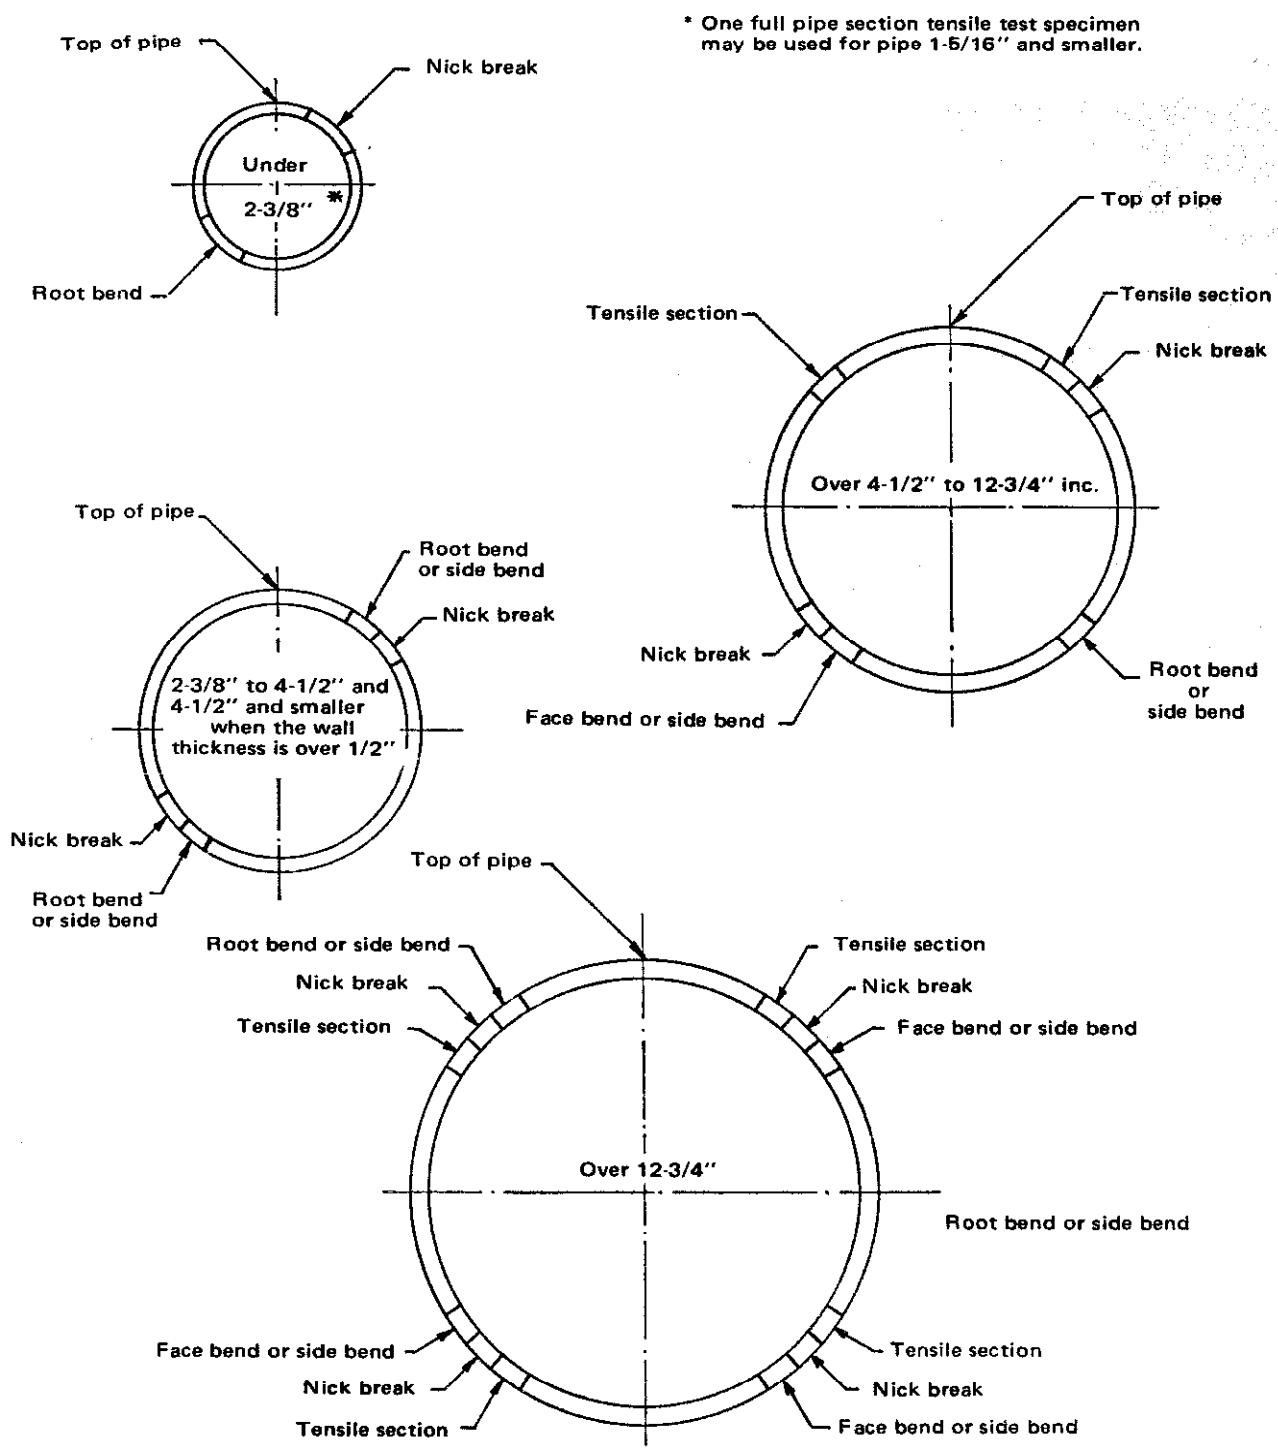 * One full pipe section tensile test specimen
may be used for pipe 1-5/16" and smaller.
Top of pipe
Nick break
Under
2-3/8" *
Root bend
Top of pipe
Tensile section
Tensile section
Nick break
Over 4-1/2" to 12-3/4" inc.
Nick break
Face bend or side bend
Root bend
or
side bend
Top of pipe
Root bend
or side bend
Nick break
2-3/8" to 4-1/2" and
4-1/2" and smaller
when the wall
thickness is over 1/2"
Nick break
Root bend
or side bend
Top of pipe
Root bend or side bend
Nick break
Tensile section
Tensile section
Nick break
Face bend or side bend
Over 12-3/4"
Root bend or side bend
Face bend or side bend
Nick break
Tensile section
Tensile section
Nick break
Face bend or side bend